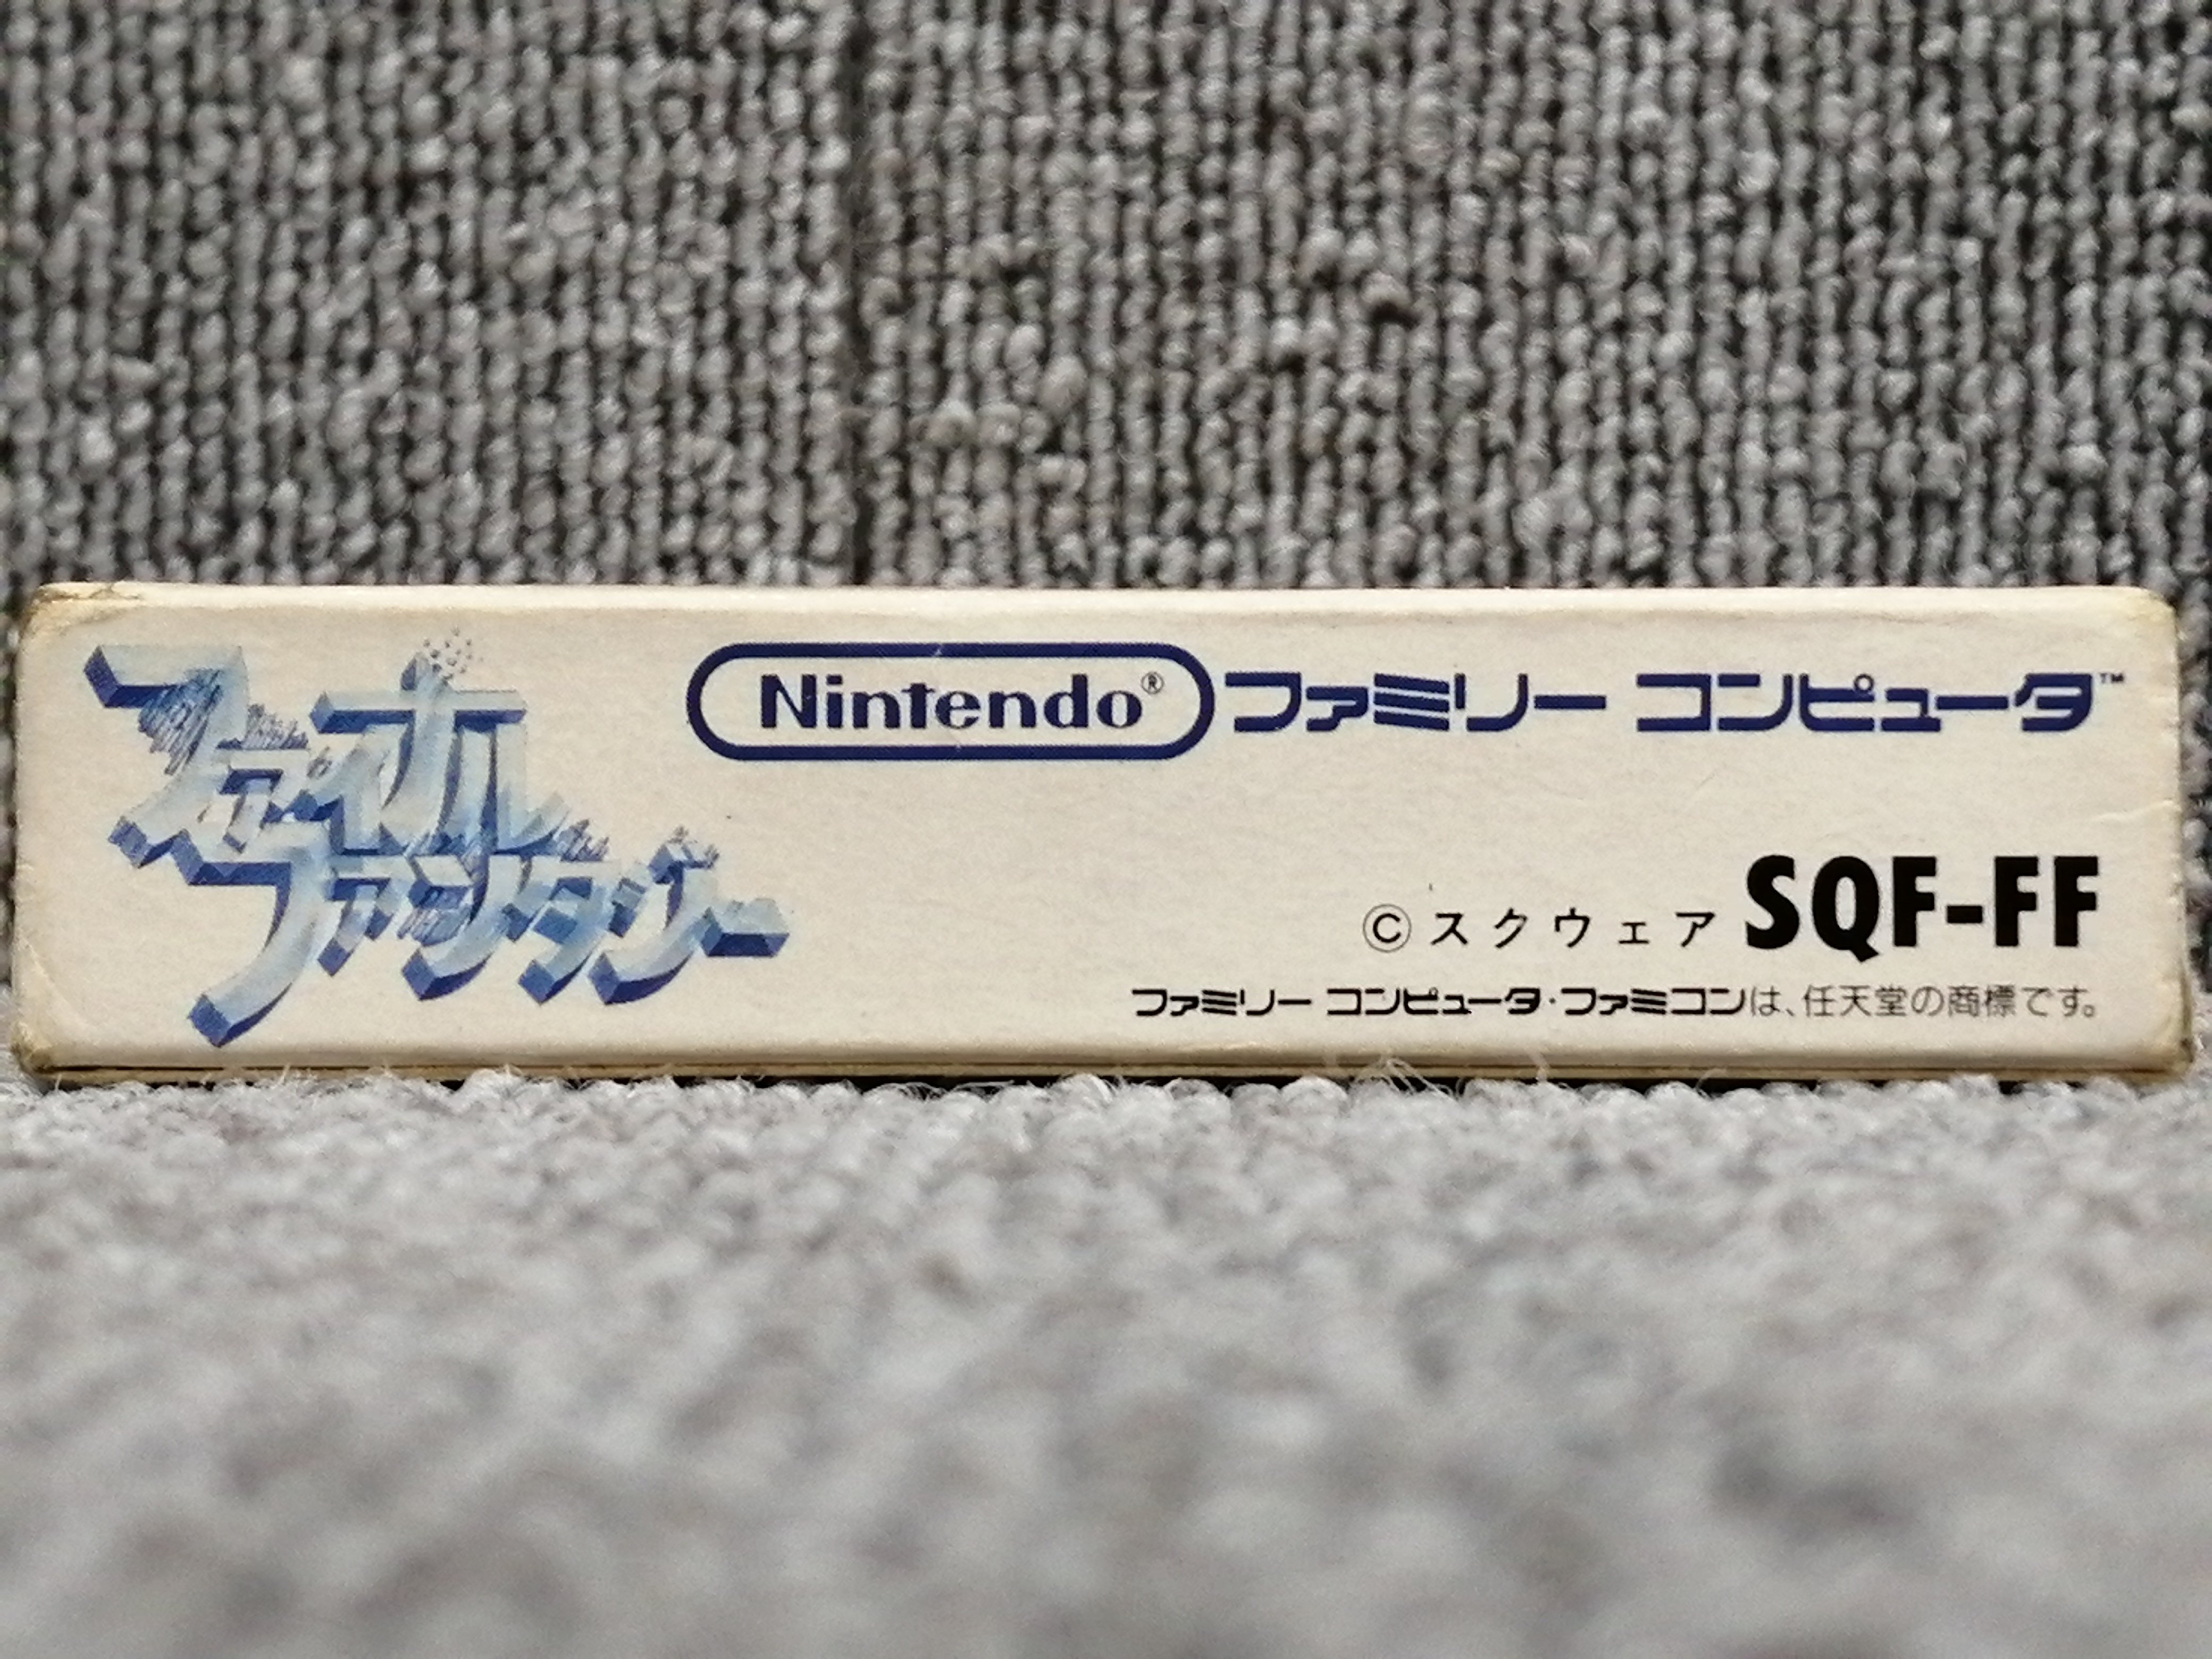 ファイナル
ファンタジー
Nintendo® ファミリー コンピュータ™
©スクウェア SQF-FF
ファミリー コンピュータ・ファミコンは、任天堂の商標です。